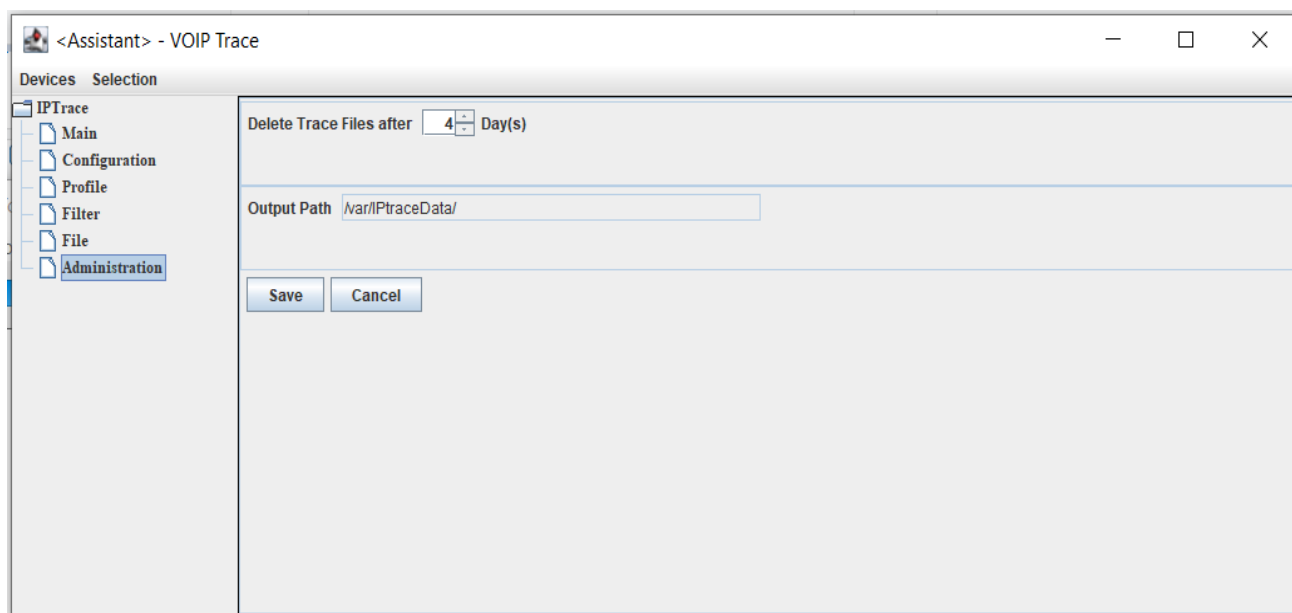 <Assistant> - VOIP Trace
Devices Selection
IPTrace
Main
Configuration
Profile
Filter
File
Administration
Delete Trace Files after 4 Day(s)
Output Path /var/IPtraceData/
Save Cancel